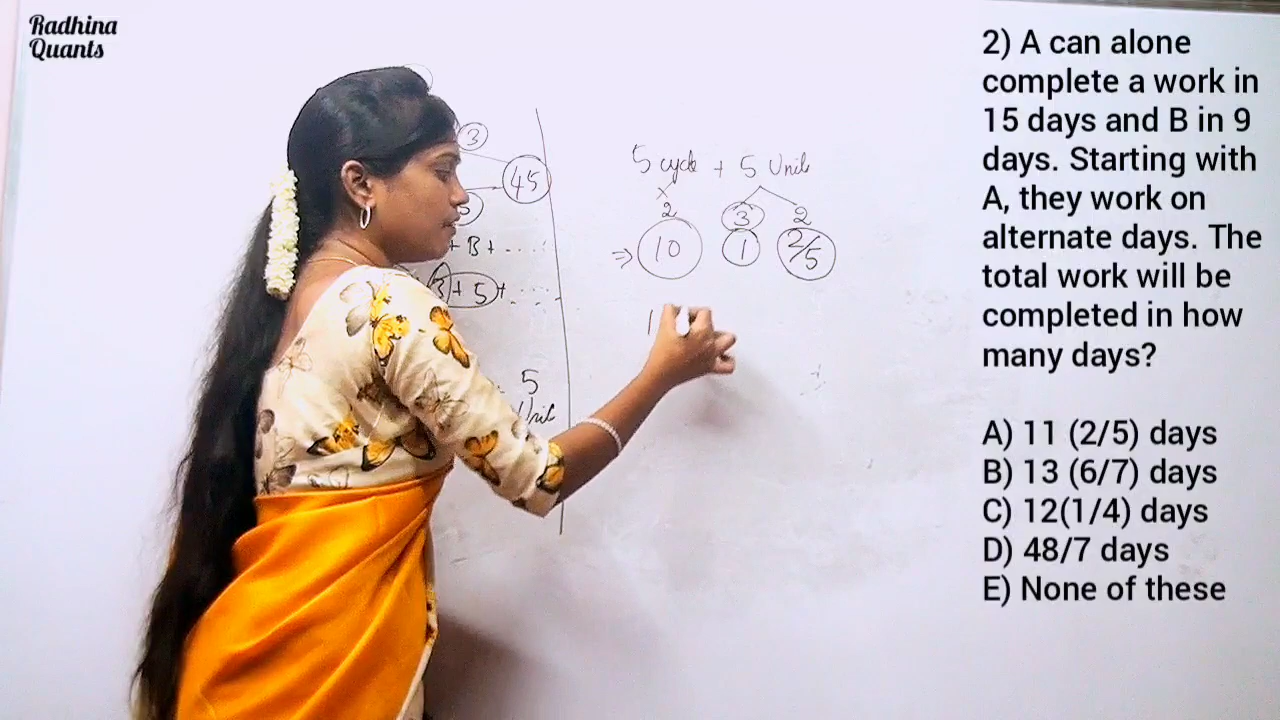 Radhina
Quants
3
45
5
+ B + .....
3 + 5 + .....
5
Unit
5 cycle + 5 Units
× 2
3 2
⇒ 10 1 2/5
1
2) A can alone
complete a work in
15 days and B in 9
days. Starting with
A, they work on
alternate days. The
total work will be
completed in how
many days?
A) 11 (2/5) days
B) 13 (6/7) days
C) 12(1/4) days
D) 48/7 days
E) None of these